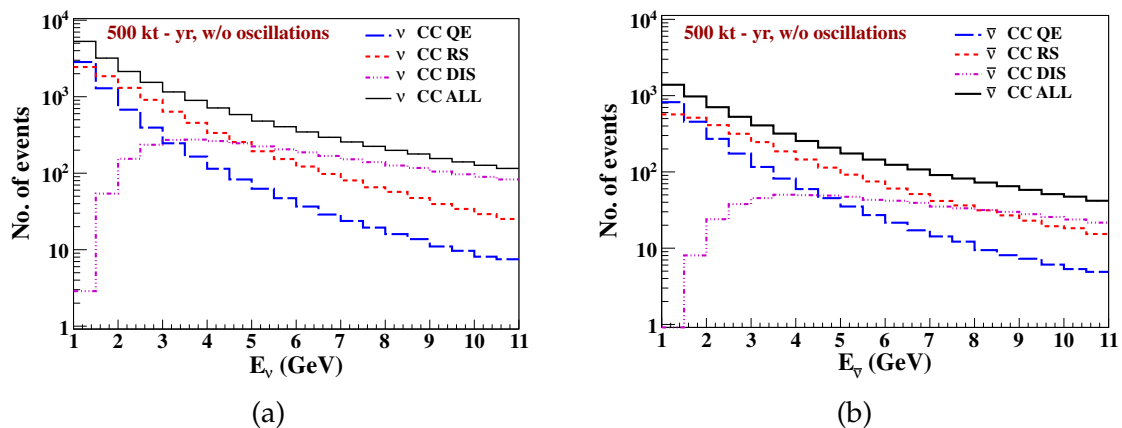 500 kt - yr, w/o oscillations
ν CC QE
ν CC RS
ν CC DIS
ν CC ALL
No. of events
10⁴
10³
10²
10
1
1 2 3 4 5 6 7 8 9 10 11
E_ν (GeV)
(a)
500 kt - yr, w/o oscillations
ν̅ CC QE
ν̅ CC RS
ν̅ CC DIS
ν̅ CC ALL
No. of events
10⁴
10³
10²
10
1
1 2 3 4 5 6 7 8 9 10 11
E_ν̅ (GeV)
(b)